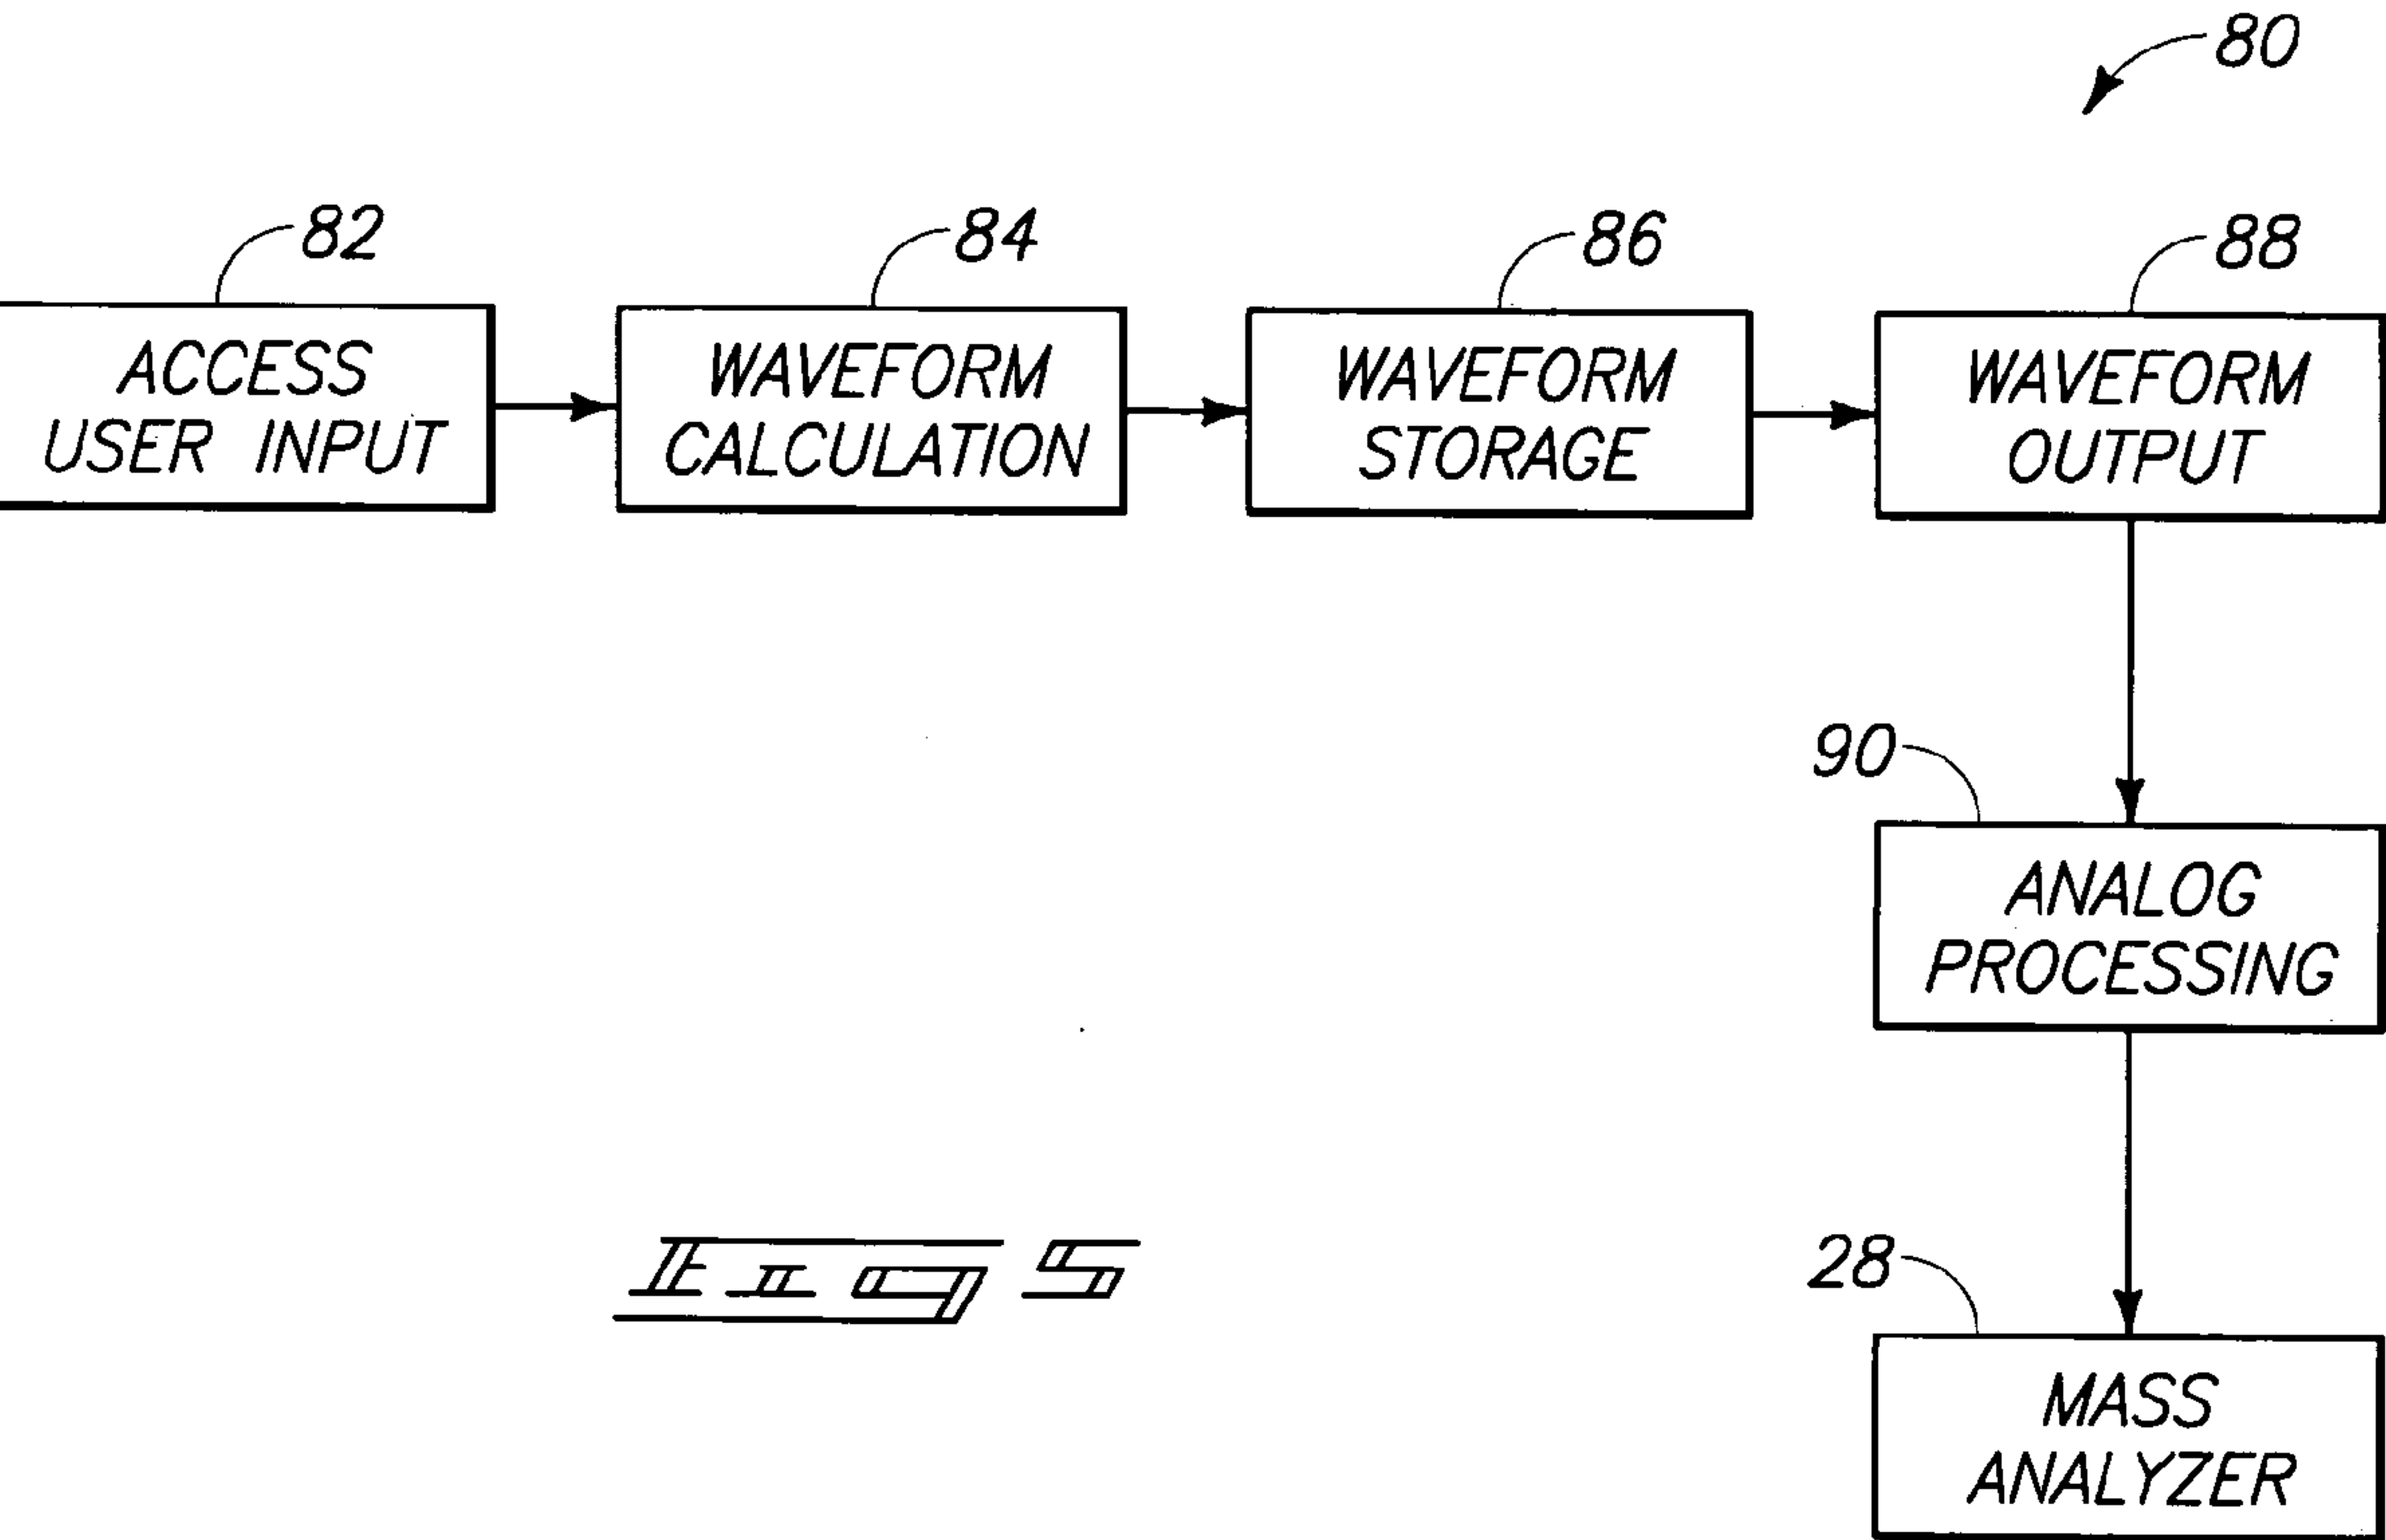 80
82
84
86
88
ACCESS
USER INPUT
WAVEFORM
CALCULATION
WAVEFORM
STORAGE
WAVEFORM
OUTPUT
90
ANALOG
PROCESSING
28
MASS
ANALYZER
Fig 5